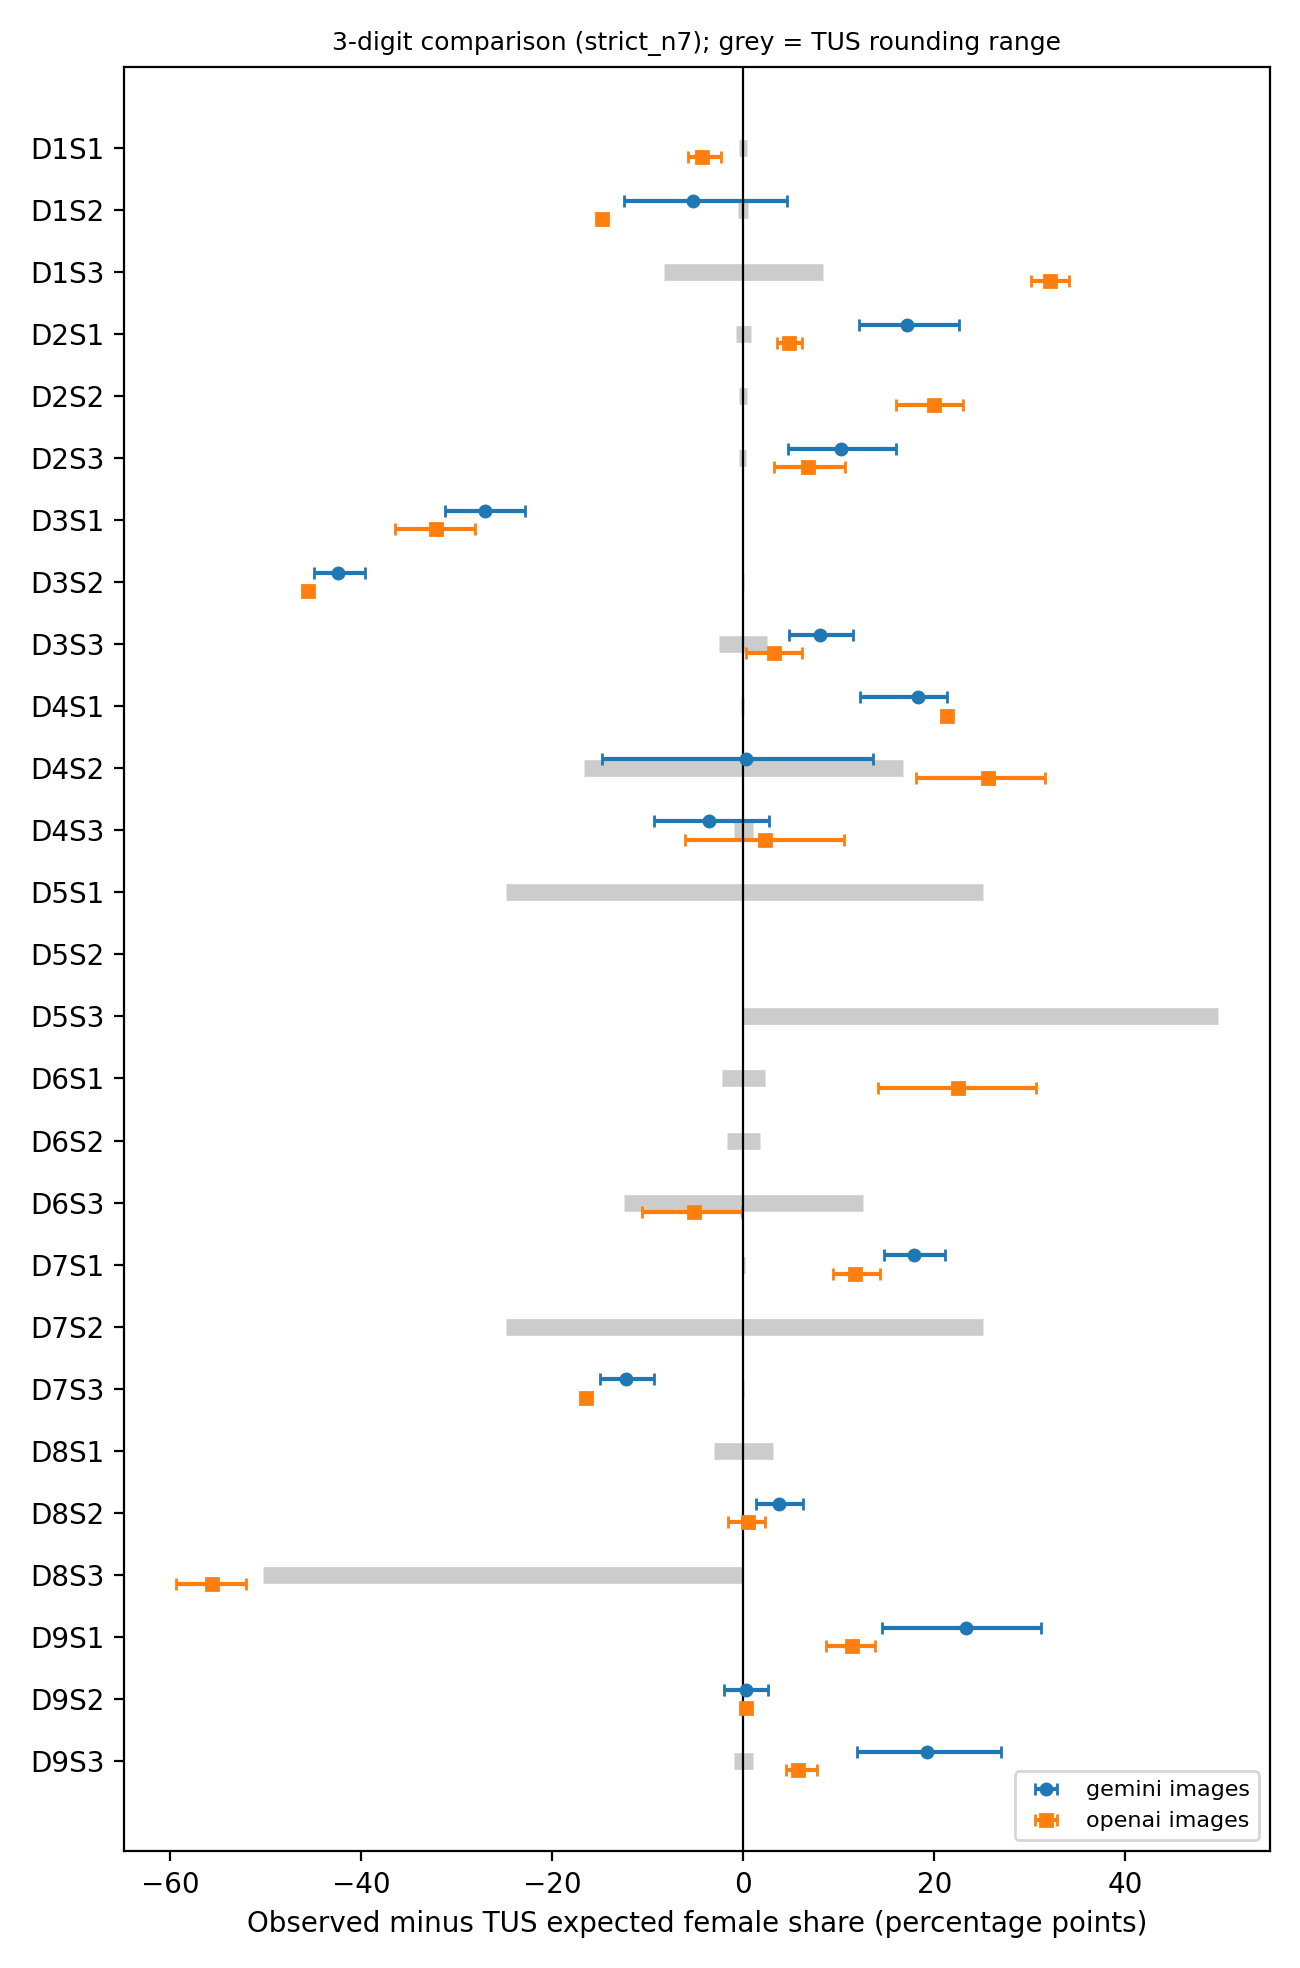 3-digit comparison (strict_n7); grey = TUS rounding range
D1S1
D1S2
D1S3
D2S1
D2S2
D2S3
D3S1
D3S2
D3S3
D4S1
D4S2
D4S3
D5S1
D5S2
D5S3
D6S1
D6S2
D6S3
D7S1
D7S2
D7S3
D8S1
D8S2
D8S3
D9S1
D9S2
D9S3
gemini images
openai images
−60 −40 −20 0 20 40
Observed minus TUS expected female share (percentage points)